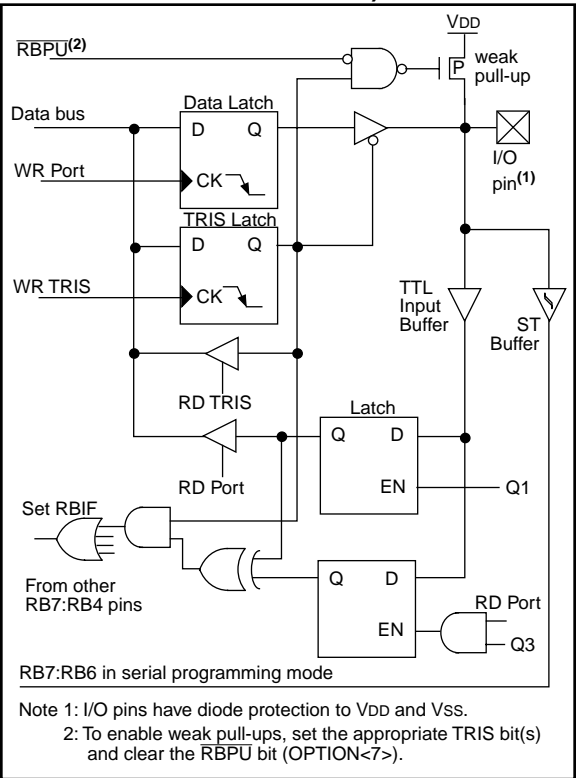 VDD
RBPU(2)
weak
pull-up
P
Data bus
Data Latch
D Q
WR Port
CK
I/O
pin(1)
TRIS Latch
D Q
WR TRIS
CK
TTL
Input
Buffer
ST
Buffer
RD TRIS
Latch
Q D
RD Port
EN
Q1
Set RBIF
From other
RB7:RB4 pins
Q D
RD Port
EN
Q3
RB7:RB6 in serial programming mode
Note 1: I/O pins have diode protection to VDD and VSS.
2: To enable weak pull-ups, set the appropriate TRIS bit(s)
and clear the RBPU bit (OPTION<7>).